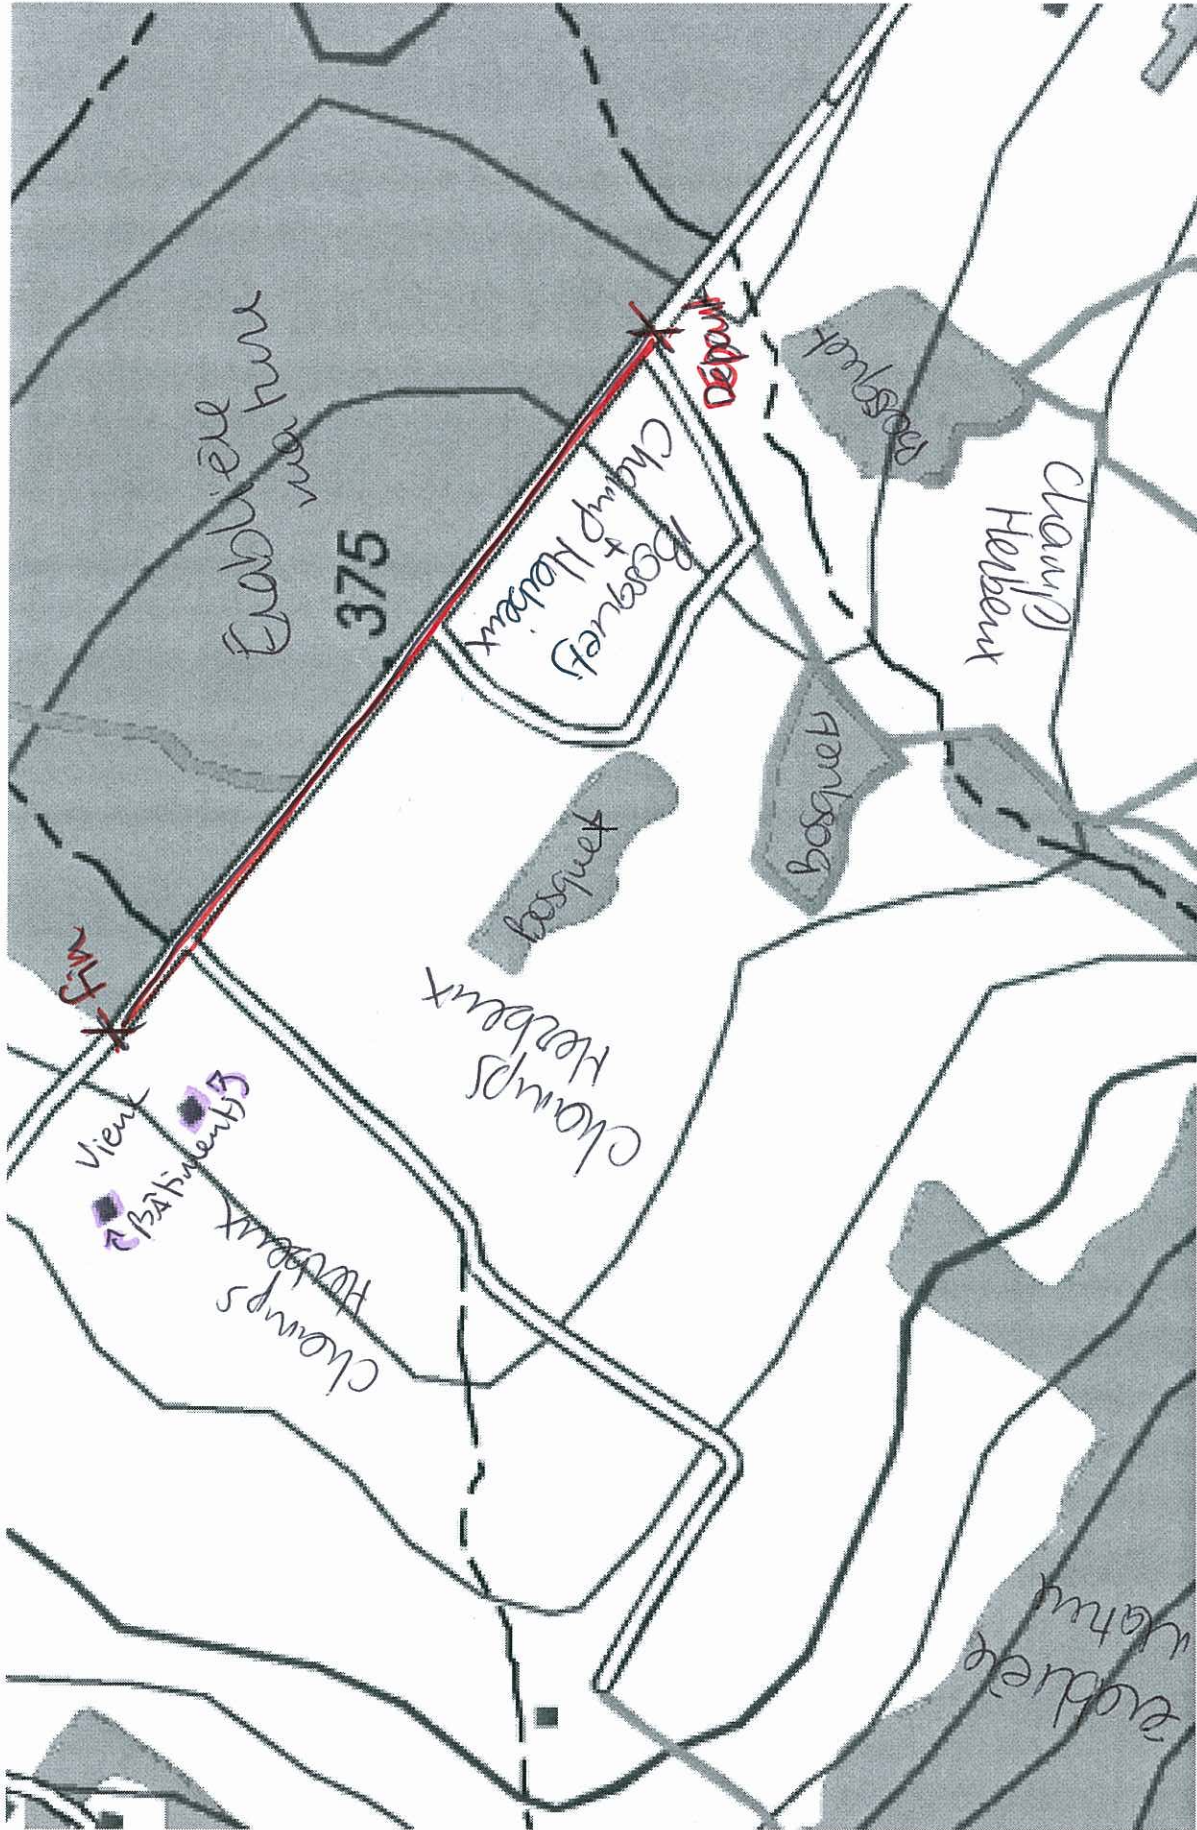 Départ
Bosquet
Champ
Herbeux
Érablière
mature
375
Champ Herbeux
+
Bosquets
Bosquet
Bosquet
Champs
Herbeux
Fin
Vieux
Bâtiments
Champs
Herbeux
érablière
mature